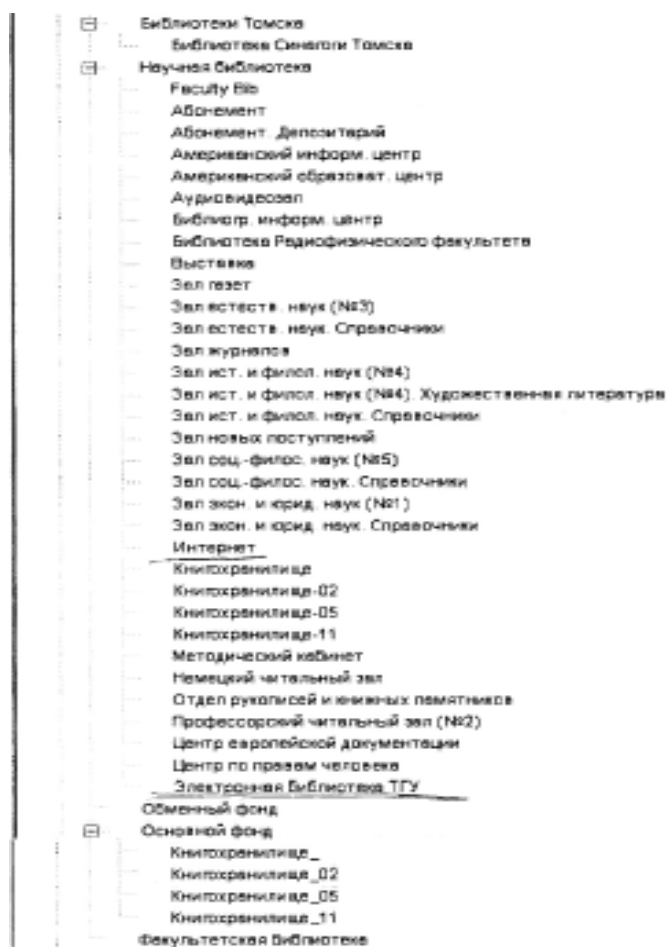 Библиотеки Томска
Библиотека Синагоги Томска
Научная библиотека
Faculty Bib
Абонемент
Абонемент. Депозитарий
Американский информ. центр
Американский образоват. центр
Аудиовидеозал
Библиогр. информ. центр
Библиотека Радиофизического факультета
Выставка
Зал газет
Зал естеств. наук (№3)
Зал естеств. наук. Справочники
Зал журналов
Зал ист. и филол. наук (№4)
Зал ист. и филол. наук (№4). Художественная литература
Зал ист. и филол. наук. Справочники
Зал новых поступлений
Зал соц.-филос. наук (№5)
Зал соц.-филос. наук. Справочники
Зал экон. и юрид. наук (№1)
Зал экон. и юрид. наук. Справочники
Интернет
Книгохранилище
Книгохранилище-02
Книгохранилище-05
Книгохранилище-11
Методический кабинет
Немецкий читальный зал
Отдел рукописей и книжных памятников
Профессорский читальный зал (№2)
Центр европейской документации
Центр по правам человека
Электронная Библиотека ТГУ
Обменный фонд
Основной фонд
Книгохранилище_
Книгохранилище_02
Книгохранилище_05
Книгохранилище_11
Факультетская Библиотека